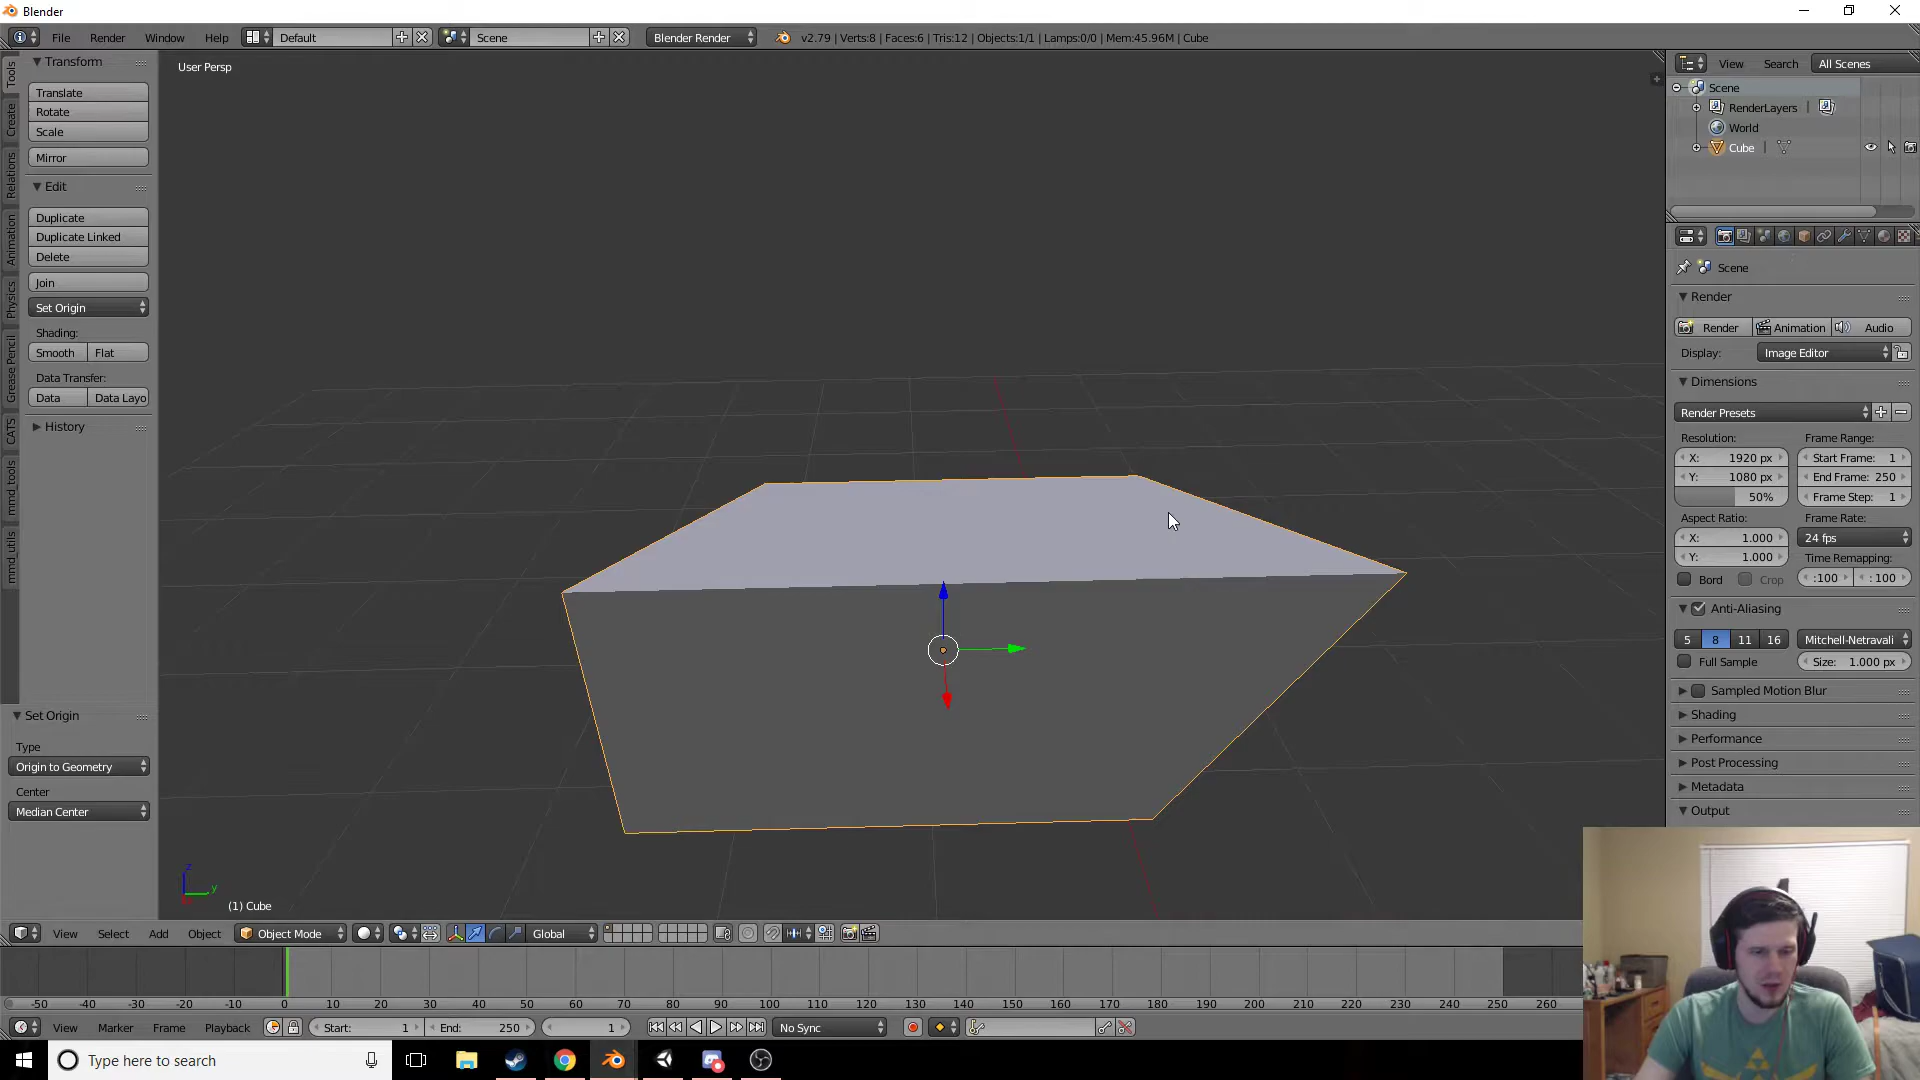 Blender
File Render Window Help Default Scene Blender Render v2.79 | Verts:8 | Faces:6 | Tris:12 | Objects:1/1 | Lamps:0/0 | Mem:45.96M | Cube
Tools
Create
Relations
Animation
Physics
Grease Pencil
CATS
mmd_tools
mmd_utils
Transform
Translate
Rotate
Scale
Mirror
Edit
Duplicate
Duplicate Linked
Delete
Join
Set Origin
Shading:
Smooth Flat
Data Transfer:
Data Data Layo
History
Set Origin
Type
Origin to Geometry
Center
Median Center
User Persp
z
y
(1) Cube
View Search All Scenes
Scene
RenderLayers
World
Cube
Scene
Render
Render Animation Audio
Display: Image Editor
Dimensions
Render Presets
Resolution: Frame Range:
X: 1920 px Start Frame: 1
Y: 1080 px End Frame: 250
50% Frame Step: 1
Aspect Ratio: Frame Rate:
X: 1.000 24 fps
Y: 1.000 Time Remapping:
Bord Crop :100 : 100
Anti-Aliasing
5 8 11 16 Mitchell-Netravali
Full Sample Size: 1.000 px
Sampled Motion Blur
Shading
Performance
Post Processing
Metadata
Output
View Select Add Object Object Mode Global
-50 -40 -30 -20 -10 0 10 20 30 40 50 60 70 80 90 100 110 120 130 140 150 160 170 180 190 200 210 220 230 240 250 260
View Marker Frame Playback Start: 1 End: 250 1 No Sync
Type here to search